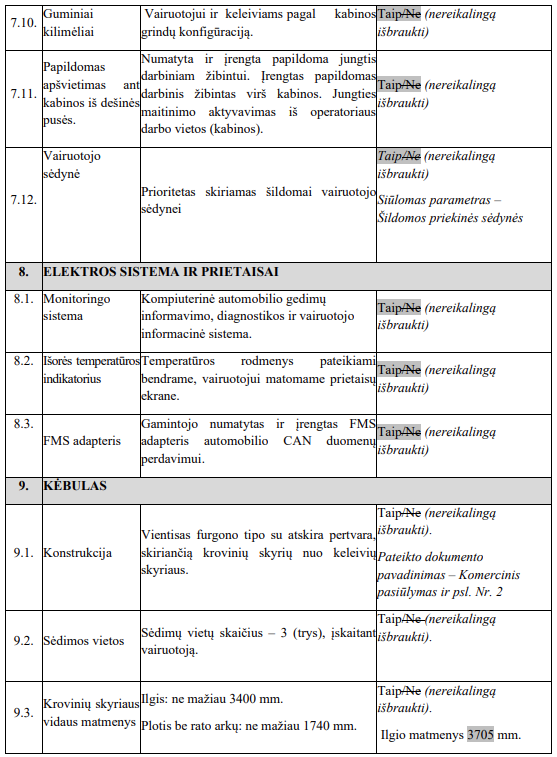 7.10.
Guminiai
kilimėliai
Vairuotojui ir keleiviams pagal kabinos
grindų konfigūraciją.
Taip/Ne (nereikalingą
išbraukti)
7.11.
Papildomas
apšvietimas ant
kabinos iš dešinės
pusės.
Numatyta ir įrengta papildoma jungtis
darbiniam žibintui. Įrengtas papildomas
darbinis žibintas virš kabinos. Jungties
maitinimo aktyvavimas iš operatoriaus
darbo vietos (kabinos).
Taip/Ne (nereikalingą
išbraukti)
7.12.
Vairuotojo
sėdynė
Prioritetas skiriamas šildomai vairuotojo
sėdynei
Taip/Ne (nereikalingą
išbraukti)
Siūlomas parametras –
Šildomos priekinės sėdynės
8. ELEKTROS SISTEMA IR PRIETAISAI
8.1.
Monitoringo
sistema
Kompiuterinė automobilio gedimų
informavimo, diagnostikos ir vairuotojo
informacinė sistema.
Taip/Ne (nereikalingą
išbraukti)
8.2.
Išorės temperatūros
indikatorius
Temperatūros rodmenys pateikiami
bendrame, vairuotojui matomame prietaisų
ekrane.
Taip/Ne (nereikalingą
išbraukti)
8.3.
FMS adapteris
Gamintojo numatytas ir įrengtas FMS
adapteris automobilio CAN duomenų
perdavimui.
Taip/Ne (nereikalingą
išbraukti)
9. KĖBULAS
9.1.
Konstrukcija
Vientisas furgono tipo su atskira pertvara,
skiriančią krovinių skyrių nuo keleivių
skyriaus.
Taip/Ne (nereikalingą
išbraukti).
Pateikto dokumento
pavadinimas – Komercinis
pasiūlymas ir psl. Nr. 2
9.2.
Sėdimos vietos
Sėdimų vietų skaičius – 3 (trys), įskaitant
vairuotoją.
Taip/Ne (nereikalingą
išbraukti).
9.3.
Krovinių skyriaus
vidaus matmenys
Ilgis: ne mažiau 3400 mm.
Plotis be rato arkų: ne mažiau 1740 mm.
Taip/Ne (nereikalingą
išbraukti).
Ilgio matmenys 3705 mm.